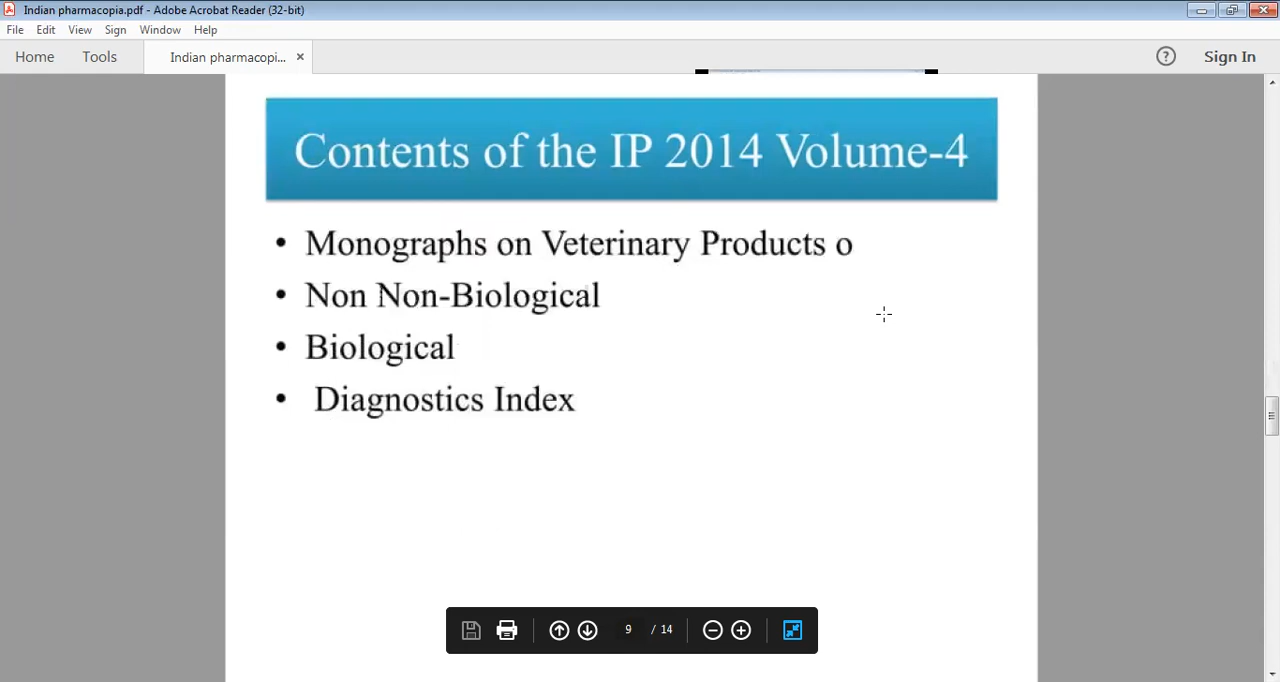 Indian pharmacopia.pdf - Adobe Acrobat Reader (32-bit)
File Edit View Sign Window Help
Home Tools Indian pharmacopi... × ? Sign In
Contents of the IP 2014 Volume-4
• Monographs on Veterinary Products o
• Non Non-Biological
• Biological
• Diagnostics Index
9 / 14